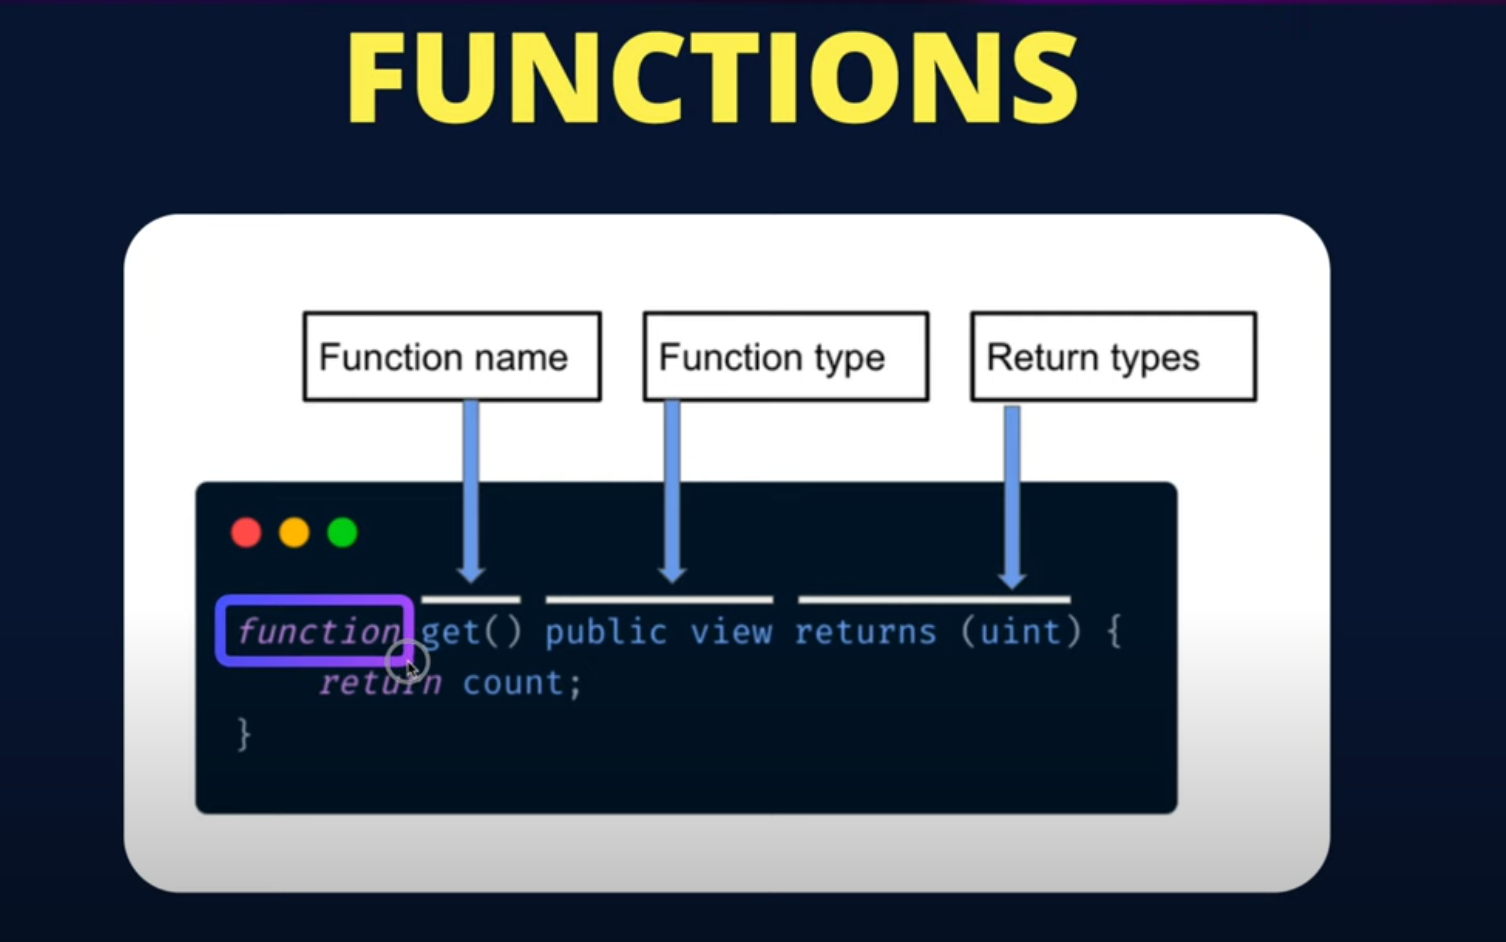 FUNCTIONS
Function name
Function type
Return types
function get() public view returns (uint) {
return count;
}